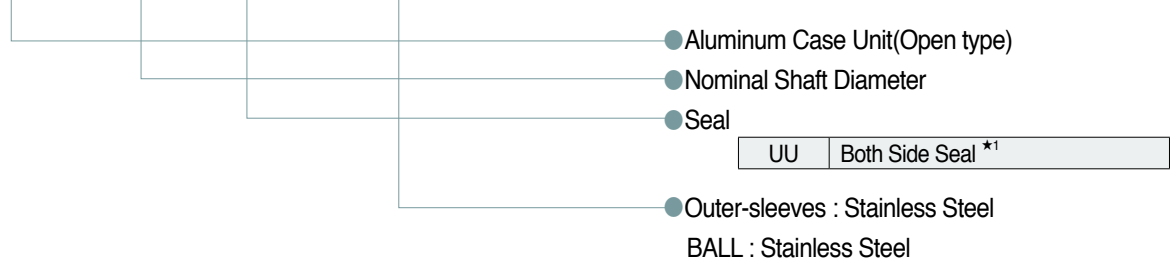 Aluminum Case Unit(Open type)
Nominal Shaft Diameter
Seal
UU Both Side Seal ★1
Outer-sleeves : Stainless Steel
BALL : Stainless Steel